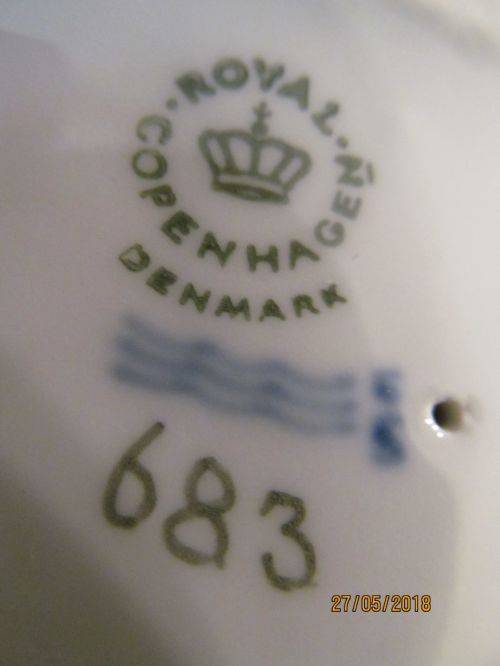 ROYAL
COPENHAGEN
DENMARK
683
27/05/2018